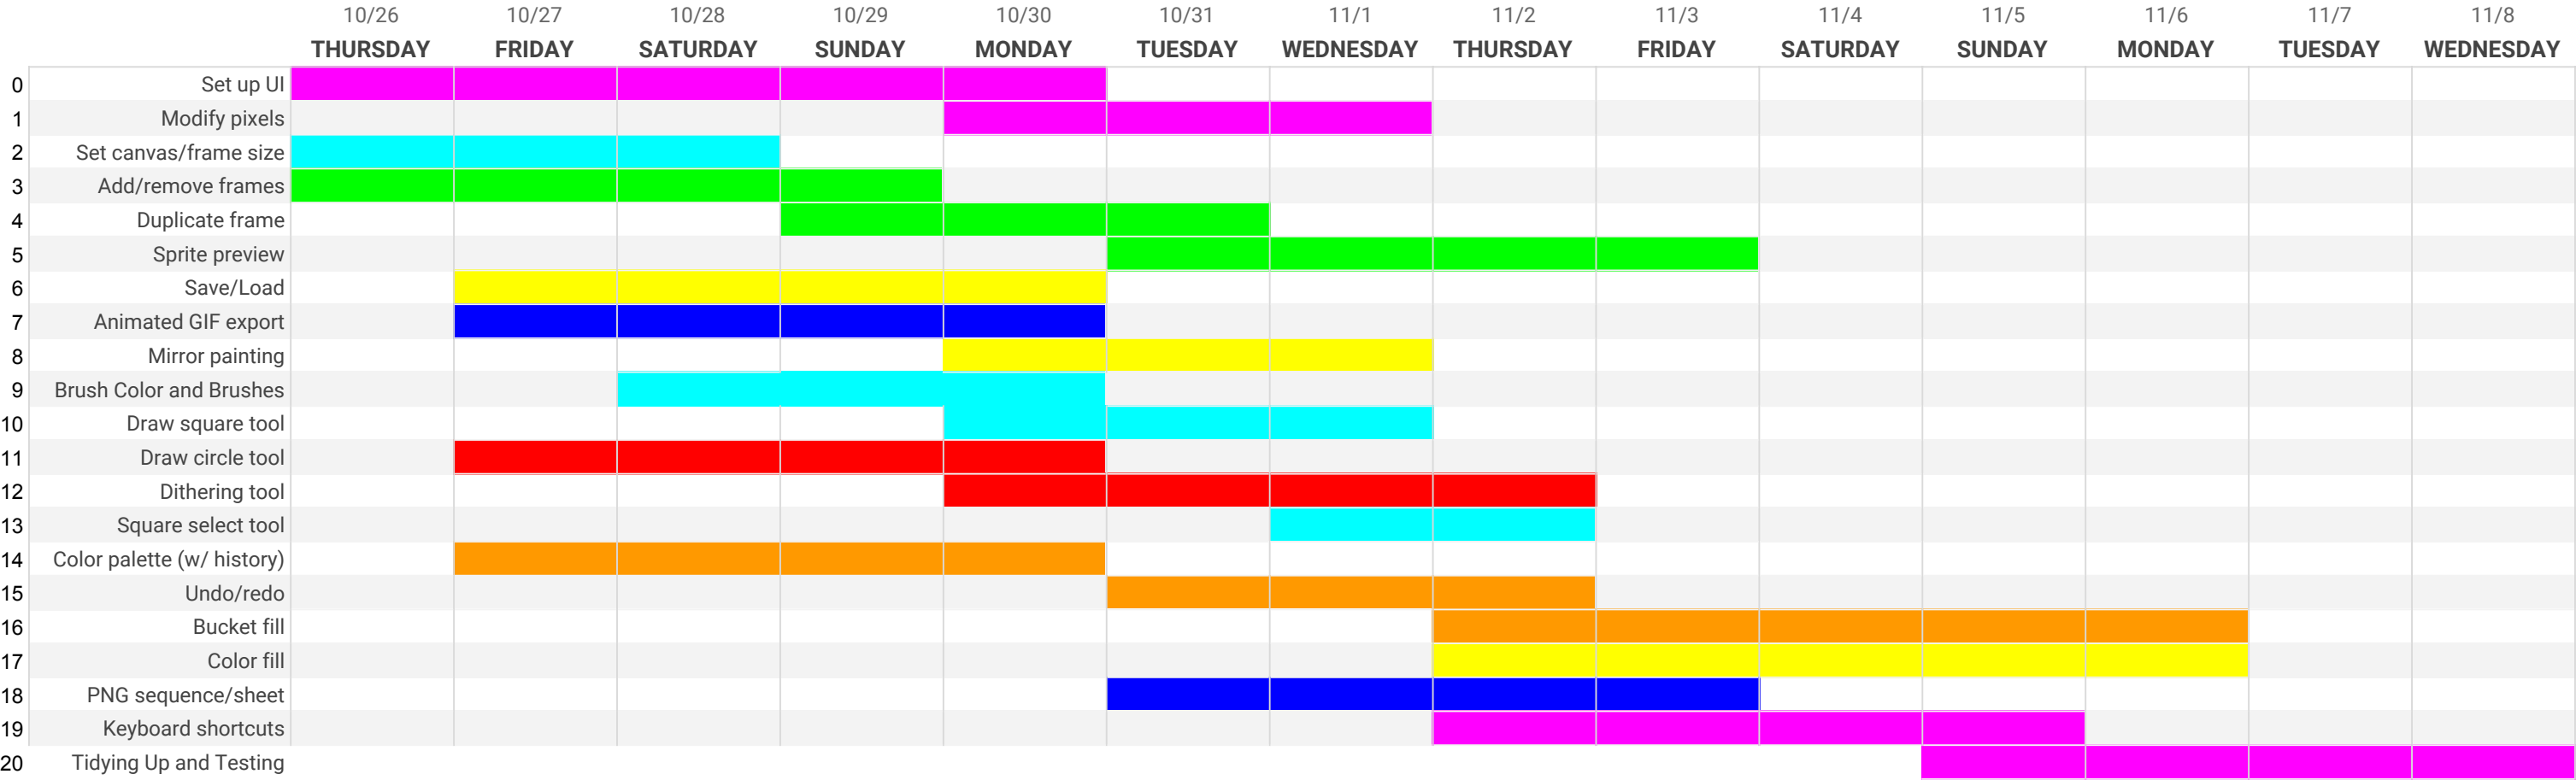 10/26 10/27 10/28 10/29 10/30 10/31 11/1 11/2 11/3 11/4 11/5 11/6 11/7 11/8
THURSDAY FRIDAY SATURDAY SUNDAY MONDAY TUESDAY WEDNESDAY THURSDAY FRIDAY SATURDAY SUNDAY MONDAY TUESDAY WEDNESDAY
0 Set up UI
1 Modify pixels
2 Set canvas/frame size
3 Add/remove frames
4 Duplicate frame
5 Sprite preview
6 Save/Load
7 Animated GIF export
8 Mirror painting
9 Brush Color and Brushes
10 Draw square tool
11 Draw circle tool
12 Dithering tool
13 Square select tool
14 Color palette (w/ history)
15 Undo/redo
16 Bucket fill
17 Color fill
18 PNG sequence/sheet
19 Keyboard shortcuts
20 Tidying Up and Testing